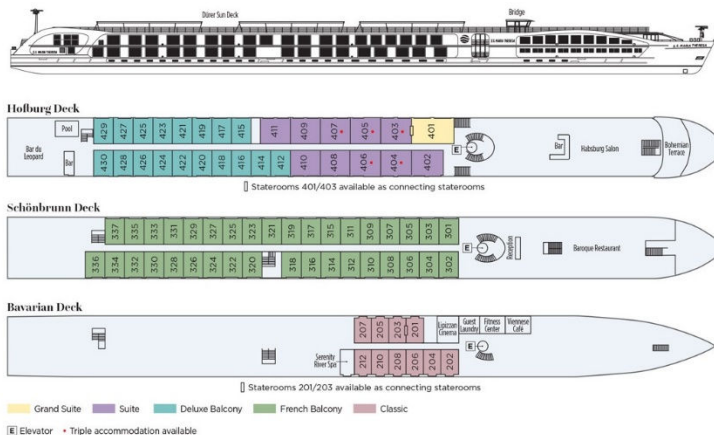 Dürer Sun Deck
Bridge
S.S. MARIA THERESA
S.S. MARIA THERESA
Hofburg Deck
Pool
429 427 425 423 421 419 417 415 411 409 407 405 403 401
Bar du Leopard
E
Bar
Habsburg Salon
Bohemian Terrace
Bar
430 428 426 424 422 420 418 416 414 412 410 408 406 404 402
Staterooms 401/403 available as connecting staterooms
Schönbrunn Deck
337 335 333 331 329 327 325 323 321 319 317 315 311 309 307 305 303 301
E
Reception
Baroque Restaurant
336 334 332 330 328 326 324 322 320 318 316 314 312 310 308 306 304 302
Bavarian Deck
207 205 203 201
Lipizzan Cinema
Guest Laundry
Fitness Center
Viennese Café
E
Serenity River Spa
212 210 208 206 204 202
Staterooms 201/203 available as connecting staterooms
Grand Suite
Suite
Deluxe Balcony
French Balcony
Classic
E Elevator
Triple accommodation available